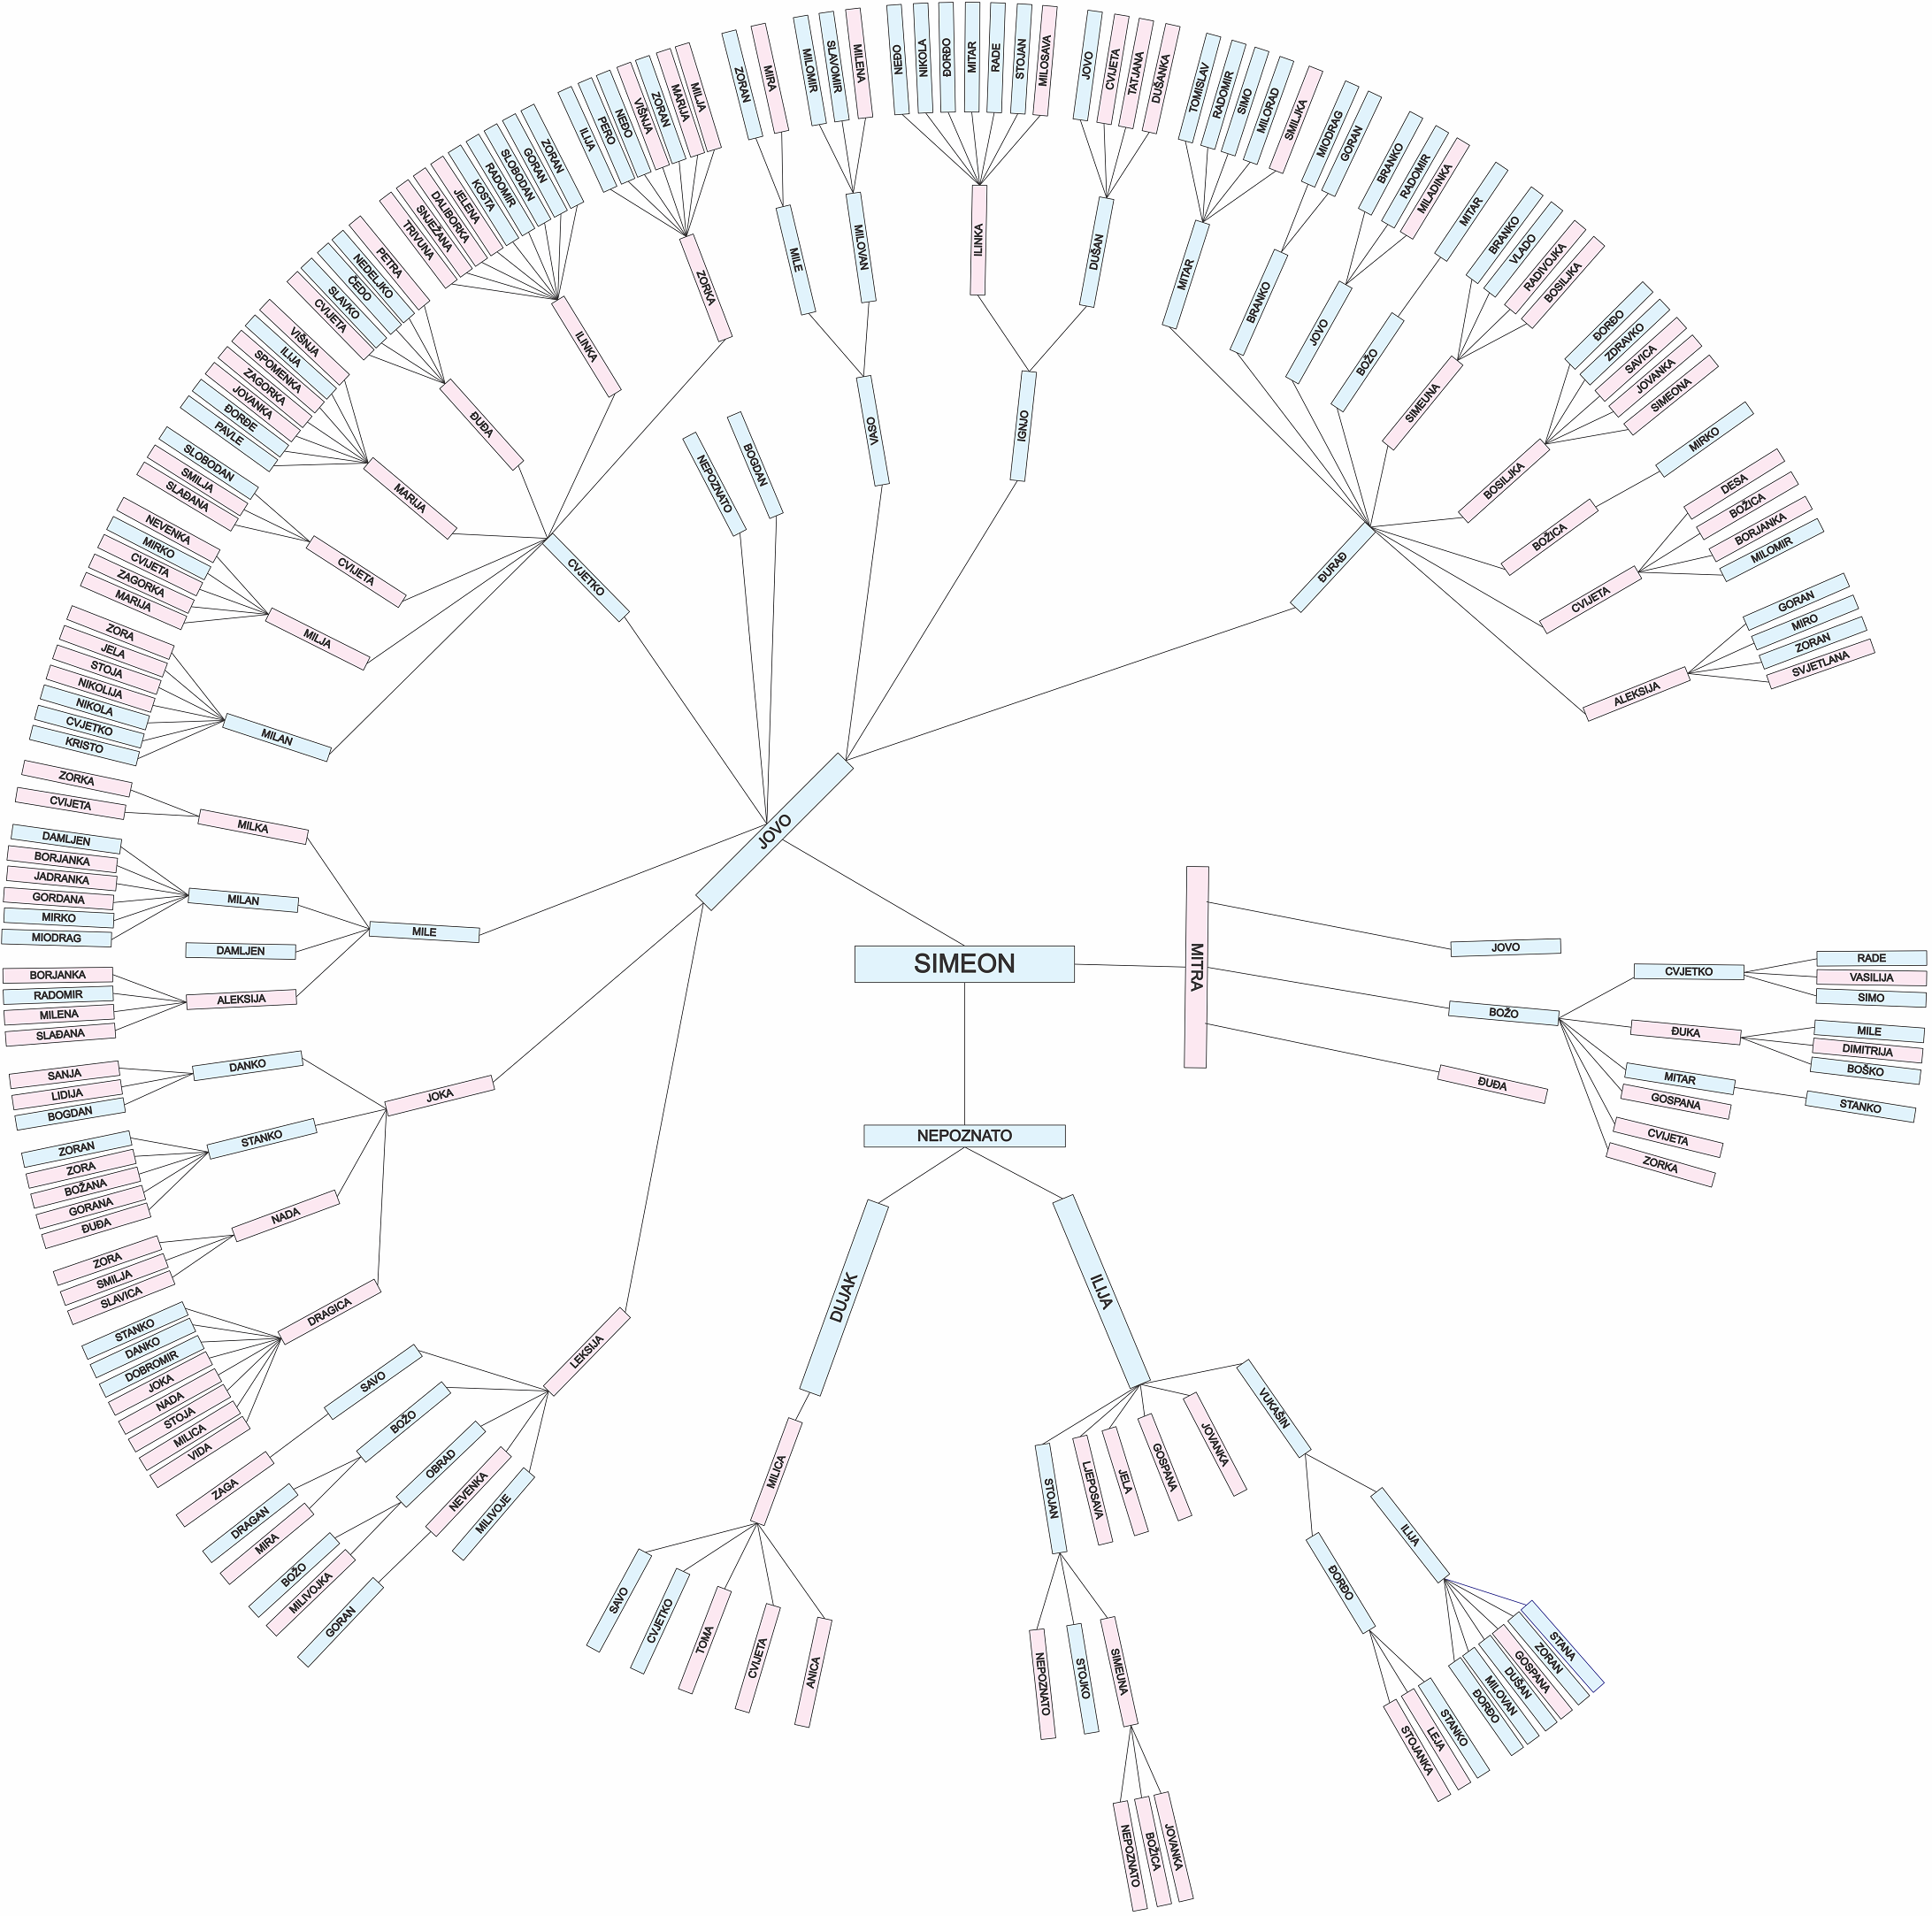 SIMEON
JOVO
LEKSIJA
SAVO
ZAGA
BOŽO
DRAGAN
MIRA
OBRAD
BOŽO
MILIVOJKA
NEVENKA
GORAN
MILIVOJE
JOKA
DANKO
SANJA
LIDIJA
BOGDAN
STANKO
ZORAN
ZORA
BOŽANA
GORANA
ĐUĐA
NADA
ZORA
SMILJA
SLAVICA
DRAGICA
STANKO
DANKO
DOBROMIR
JOKA
NADA
STOJA
MILICA
VIDA
MILE
MILKA
ZORKA
CVIJETA
MILAN
DAMLJEN
BORJANKA
JADRANKA
GORDANA
MIRKO
MIODRAG
DAMLJEN
ALEKSIJA
BORJANKA
RADOMIR
MILENA
SLAĐANA
CVJETKO
MILAN
ZORA
JELA
STOJA
NIKOLIJA
NIKOLA
CVJETKO
KRISTO
MILJA
NEVENKA
MIRKO
CVIJETA
ZAGORKA
MARIJA
CVIJETA
SLOBODAN
SMILJA
SLAĐANA
MARIJA
VIŠNJA
ILIJA
SPOMENKA
ZAGORKA
JOVANKA
ĐORĐE
PAVLE
ĐUĐA
PETRA
NEDELJKO
ČEDO
SLAVKO
CVIJETA
ILINKA
TRIVUNA
SNJEŽANA
DALIBORKA
JELENA
KOSTA
RADOMIR
SLOBODAN
GORAN
ZORAN
ZORKA
ILIJA
PERO
NEĐO
VIŠNJA
ZORAN
MARIJA
MILJA
NEPOZNATO
BOGDAN
VASO
MILE
ZORAN
MIRA
MILOVAN
MILOMIR
SLAVOMIR
MILENA
IGNJO
ILINKA
NEĐO
NIKOLA
ĐORĐO
MITAR
RADE
STOJAN
MILOSAVA
DUŠAN
JOVO
CVIJETA
TATJANA
DUŠANKA
ĐURAĐ
MITAR
TOMISLAV
RADOMIR
SIMO
MILORAD
SMILJKA
BRANKO
MIODRAG
GORAN
JOVO
BRANKO
RADOMIR
MILADINKA
BOŽO
MITAR
SIMEUNA
BRANKO
VLADO
RADIVOJKA
BOSILJKA
BOSILJKA
ĐORĐO
ZDRAVKO
SAVICA
JOVANKA
SIMEONA
BOŽICA
MIRKO
CVIJETA
DESA
BOŽICA
BORJANKA
MILOMIR
ALEKSIJA
GORAN
MIRO
ZORAN
SVJETLANA
MITRA
JOVO
BOŽO
CVJETKO
RADE
VASILIJA
SIMO
ĐUKA
MILE
DIMITRIJA
BOŠKO
MITAR
STANKO
GOSPANA
CVIJETA
ZORKA
ĐUĐA
NEPOZNATO
DUJAK
MILICA
SAVO
CVJETKO
TOMA
CVIJETA
ANICA
ILIJA
STOJAN
NEPOZNATO
STOJKO
SIMEUNA
NEPOZNATO
BOŽICA
JOVANKA
LJEPOSAVA
JELA
GOSPANA
JOVANKA
VUKAŠIN
ĐORĐO
STOJANKA
LEJA
STANKO
ILIJA
ĐORĐO
MILOVAN
DUŠAN
GOSPANA
ZORAN
STANA